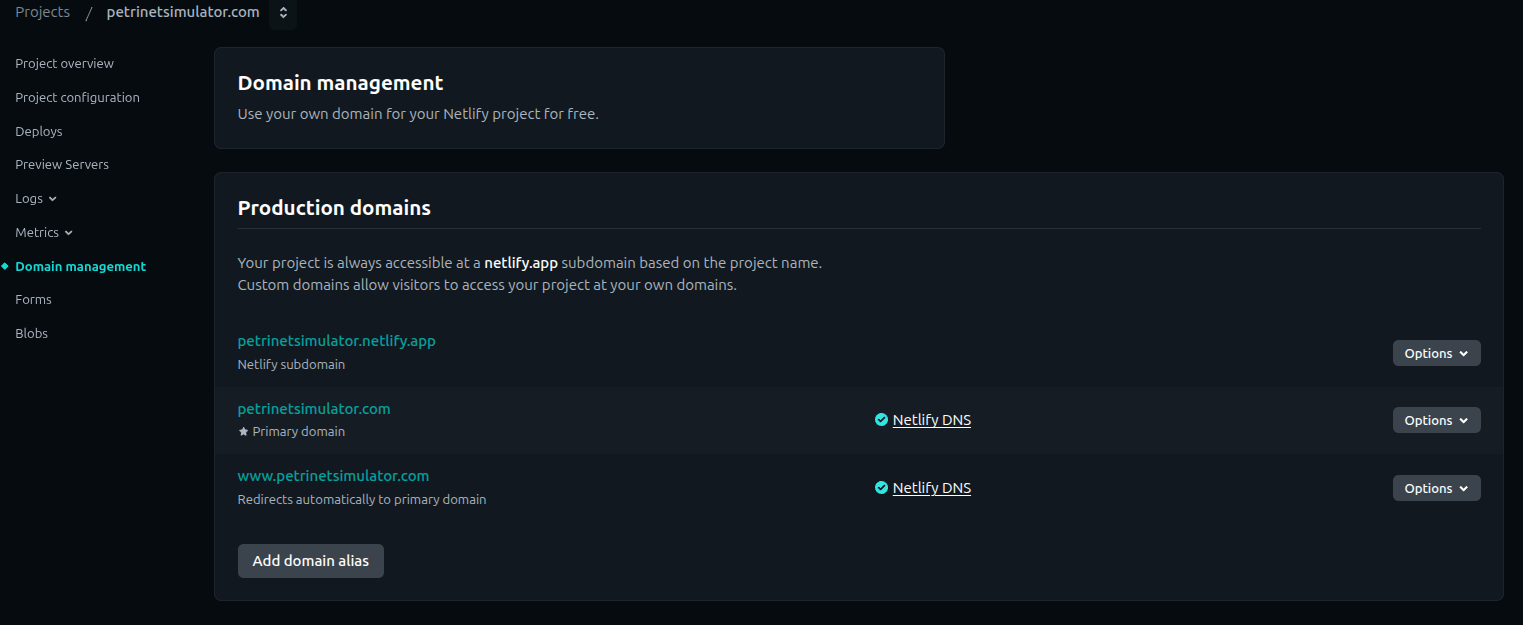 Projects / petrinetsimulator.com
Project overview
Project configuration
Deploys
Preview Servers
Logs
Metrics
Domain management
Forms
Blobs
Domain management
Use your own domain for your Netlify project for free.
Production domains
Your project is always accessible at a netlify.app subdomain based on the project name.
Custom domains allow visitors to access your project at your own domains.
petrinetsimulator.netlify.app
Netlify subdomain
Options
petrinetsimulator.com
Primary domain
Netlify DNS
Options
www.petrinetsimulator.com
Redirects automatically to primary domain
Netlify DNS
Options
Add domain alias